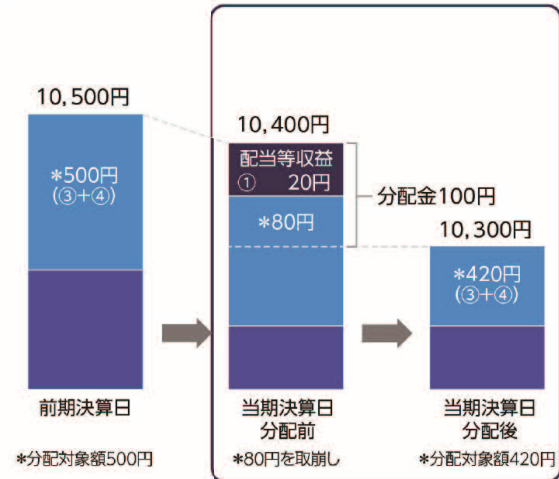 10,500円
*500円
(③+④)
前期決算日
*分配対象額500円
10,400円
配当等収益
① 20円
*80円
分配金100円
当期決算日
分配前
*80円を取崩し
10,300円
*420円
(③+④)
当期決算日
分配後
*分配対象額420円